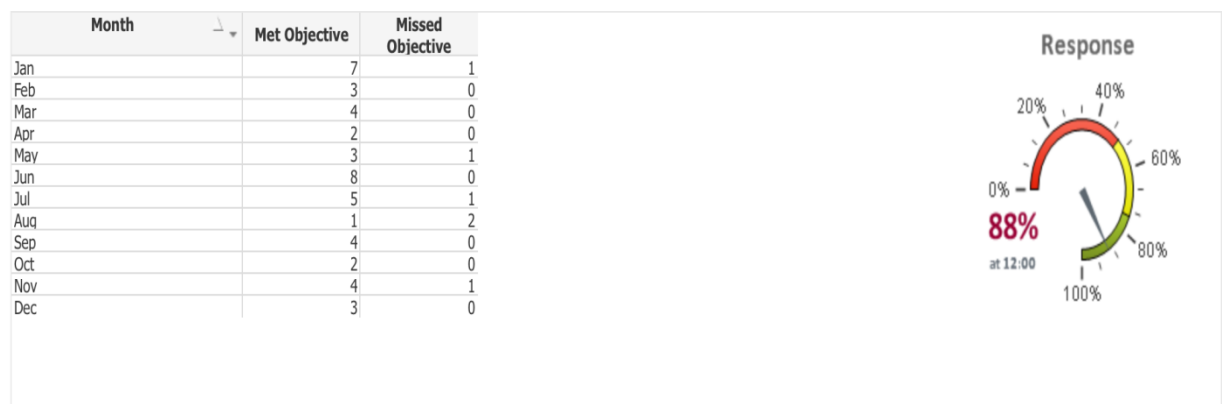 Month Met Objective Missed Objective
Jan 7 1
Feb 3 0
Mar 4 0
Apr 2 0
May 3 1
Jun 8 0
Jul 5 1
Aug 1 2
Sep 4 0
Oct 2 0
Nov 4 1
Dec 3 0
Response
40%
20%
60%
0%
88%
80%
at 12:00
100%